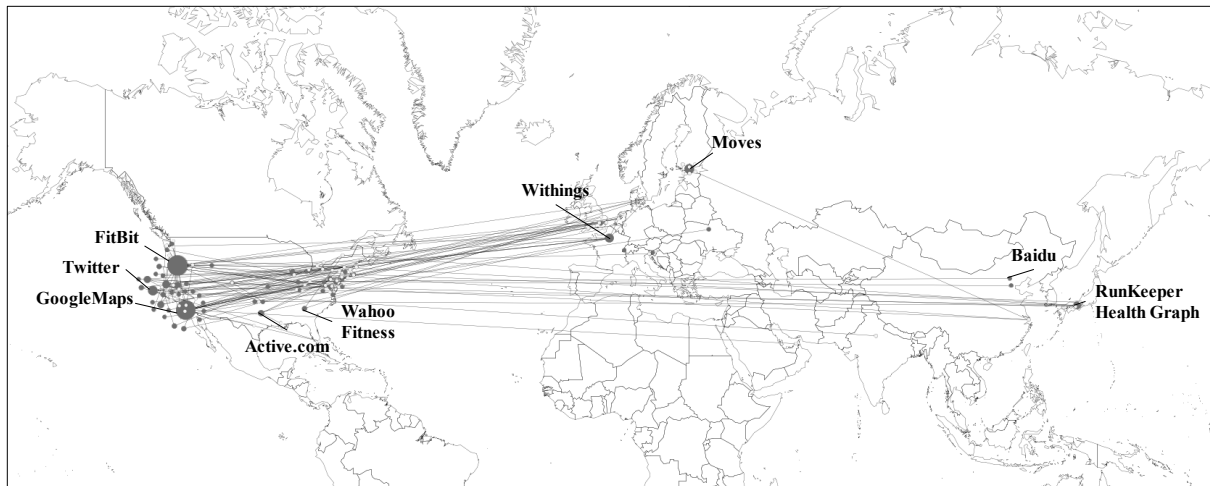 Moves
Withings
FitBit
Twitter
GoogleMaps
Wahoo
Fitness
Active.com
Baidu
RunKeeper
Health Graph